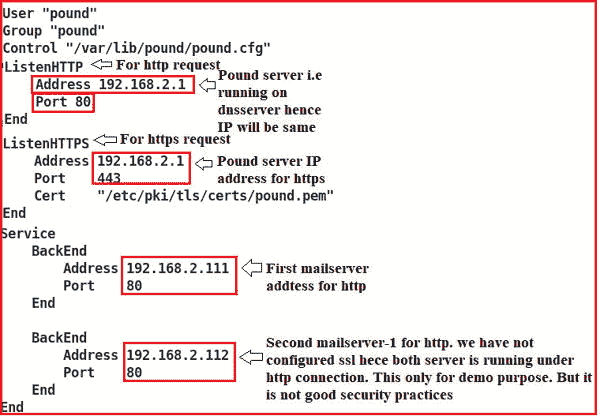 User "pound"
Group "pound"
Control "/var/lib/pound/pound.cfg"
ListenHTTP For http request
Address 192.168.2.1
Port 80
End
Pound server i.e
running on
dnsserver hence
IP will be same
ListenHTTPS For https request
Address 192.168.2.1
Port 443
Cert "/etc/pki/tls/certs/pound.pem"
End
Pound server IP
address for https
Service
BackEnd
Address 192.168.2.111
Port 80
End
First mailserver
addtess for http
BackEnd
Address 192.168.2.112
Port 80
End
Second mailserver-1 for http. we have not
configured ssl hece both server is running under
http connection. This only for demo purpose. But it
is not good security practices
End